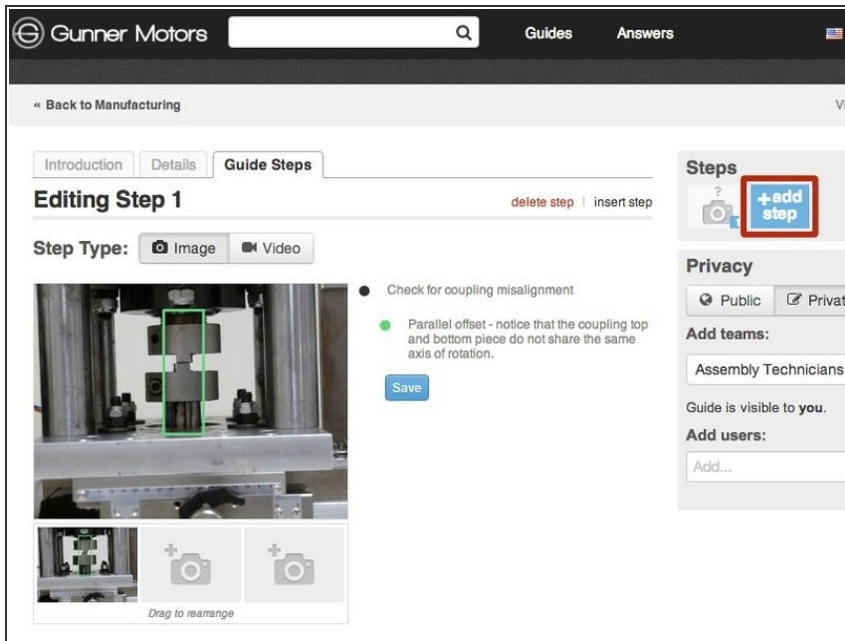 Gunner Motors
Guides
Answers
« Back to Manufacturing
Introduction
Details
Guide Steps
Editing Step 1
delete step | insert step
Step Type:
Image
Video
Check for coupling misalignment
Parallel offset - notice that the coupling top
and bottom piece do not share the same
axis of rotation.
Save
Drag to rearrange
Steps
?
1
+add
step
Privacy
Public
Privat
Add teams:
Assembly Technicians
Guide is visible to you.
Add users:
Add...